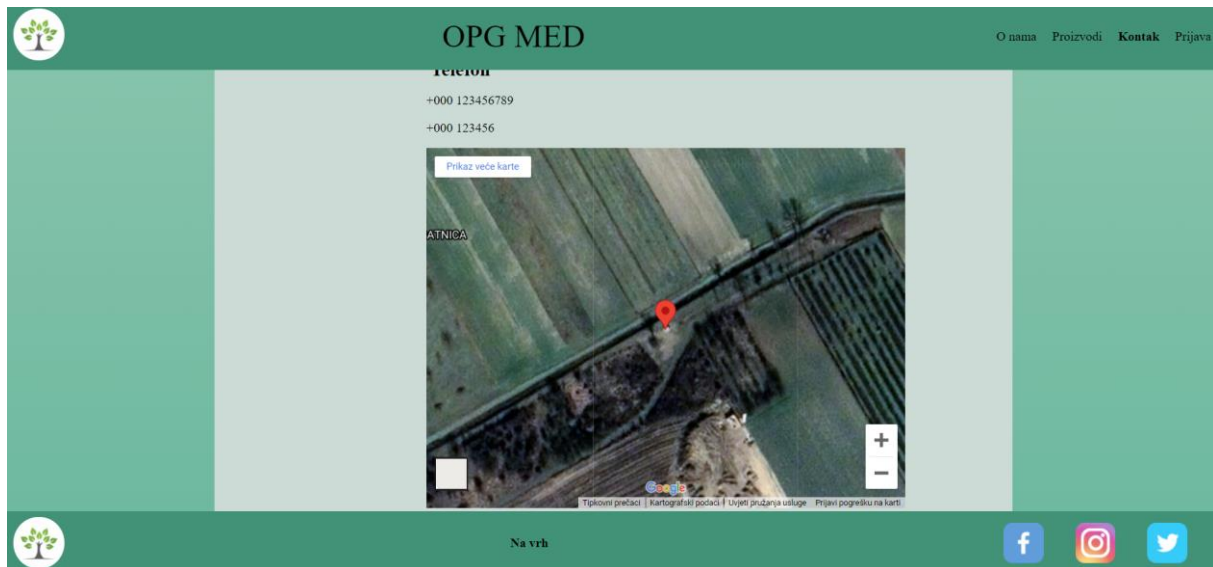 OPG MED
O nama Proizvodi Kontak Prijava
Telefon
+000 123456789
+000 123456
Prikaz veće karte
ATNICA
Google
Tipkovni prečaci Kartografski podaci Uvjeti pružanja usluge Prijavi pogrešku na karti
Na vrh